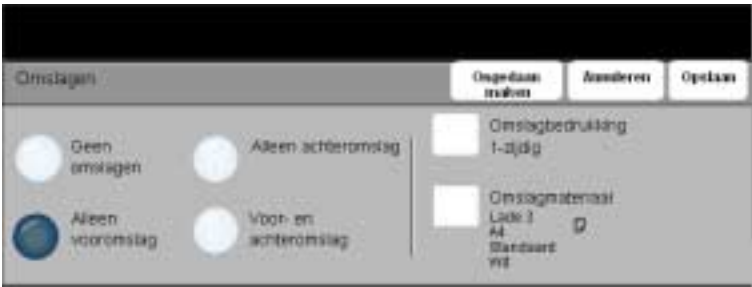 Omslagen
Ongedaan
maken
Annuleren
Opslaan
Geen
omslagen
Alleen achteromslag
Alleen
vooromslag
Voor- en
achteromslag
Omslagbedrukking
1-zijdig
Omslagmateriaal
Lade 3
A4
Standaard
Wit